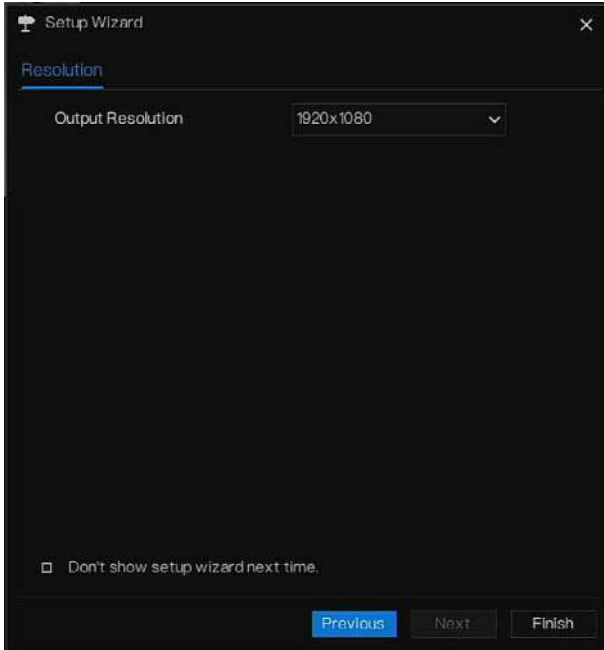 Setup Wizard
Resolution
Output Resolution 1920x1080
Don't show setup wizard next time.
Previous Next Finish